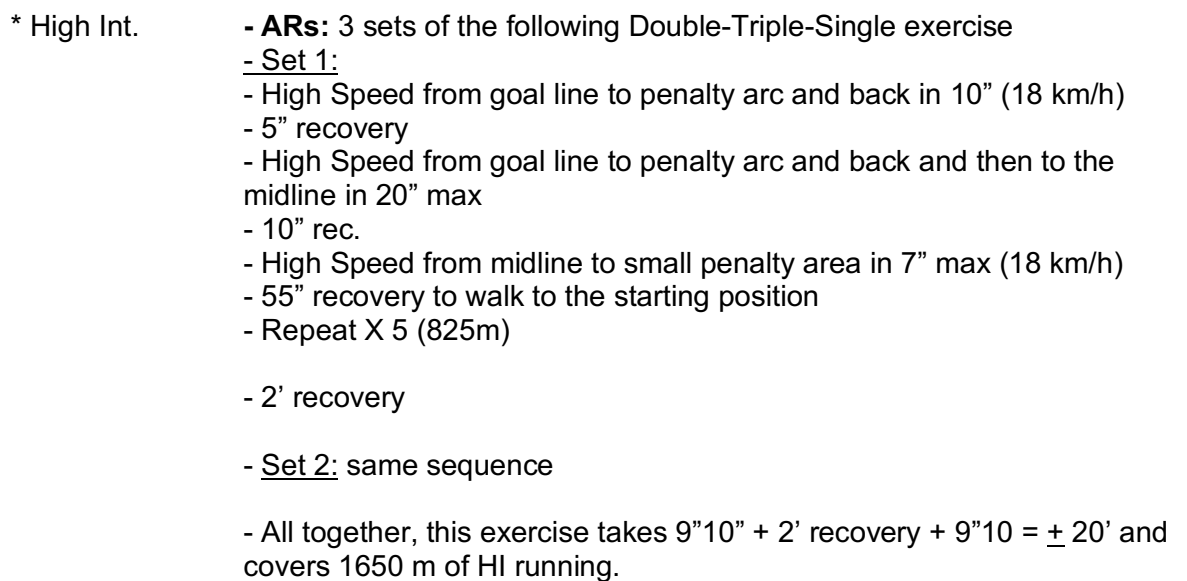 * High Int. - ARs: 3 sets of the following Double-Triple-Single exercise
- Set 1:
- High Speed from goal line to penalty arc and back in 10” (18 km/h)
- 5” recovery
- High Speed from goal line to penalty arc and back and then to the
midline in 20” max
- 10” rec.
- High Speed from midline to small penalty area in 7” max (18 km/h)
- 55” recovery to walk to the starting position
- Repeat X 5 (825m)
- 2’ recovery
- Set 2: same sequence
- All together, this exercise takes 9”10” + 2’ recovery + 9”10 = + 20’ and
covers 1650 m of HI running.